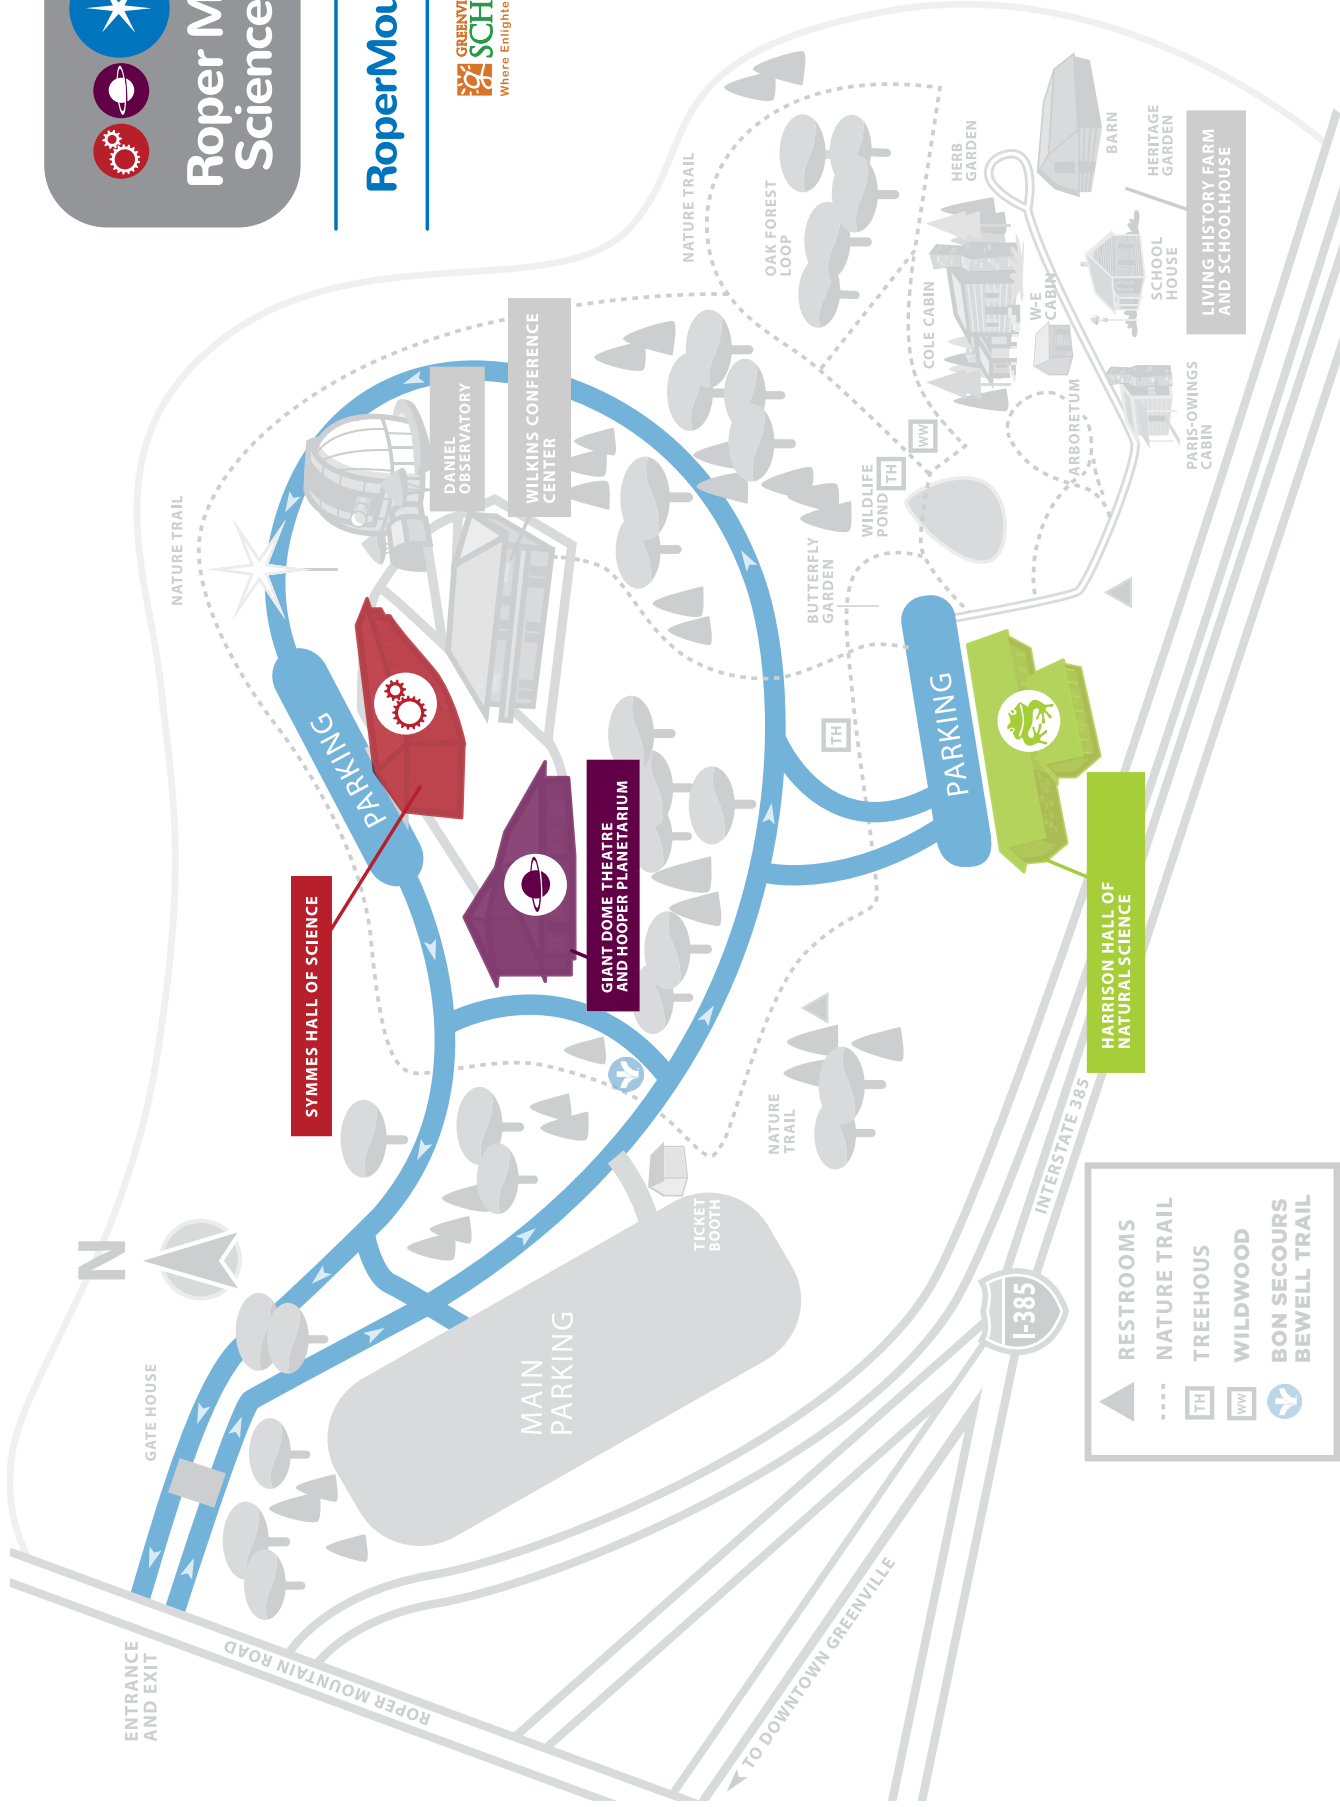 Roper M
Science
RoperMou
GREENVI
SCH
Where Enlighte
NATURE TRAIL
OAK FOREST
LOOP
HERB
GARDEN
BARN
HERITAGE
GARDEN
LIVING HISTORY FARM
AND SCHOOLHOUSE
SCHOOL
HOUSE
W-E
CABIN
COLE CABIN
PARIS-OWINGS
CABIN
ARBORETUM
WW
TH
WILDLIFE
POND
BUTTERFLY
GARDEN
WILKINS CONFERENCE
CENTER
DANIEL
OBSERVATORY
NATURE TRAIL
PARKING
SYMMES HALL OF SCIENCE
GIANT DOME THEATRE
AND HOOPER PLANETARIUM
TH
PARKING
HARRISON HALL OF
NATURAL SCIENCE
NATURE
TRAIL
TICKET
BOOTH
MAIN
PARKING
N
GATE HOUSE
ENTRANCE
AND EXIT
ROPER MOUNTAIN ROAD
TO DOWNTOWN GREENVILLE
INTERSTATE 385
I-385
RESTROOMS
NATURE TRAIL
TH
TREEHOUS
WW
WILDWOOD
BON SECOURS
BEWELL TRAIL